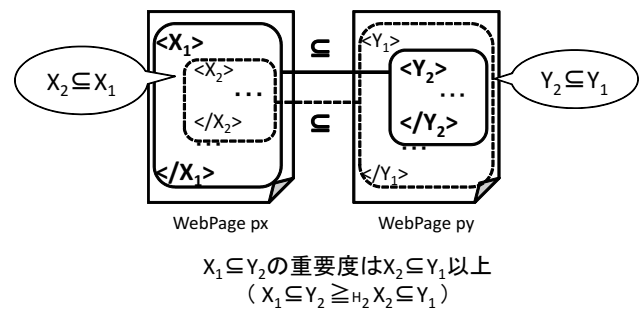 <X₁>
<X₂>
...
</X₂>
...
</X₁>
X₂⊆X₁
⊆
⊆
<Y₁>
<Y₂>
...
</Y₂>
...
</Y₁>
Y₂⊆Y₁
WebPage px
WebPage py
X₁⊆Y₂の重要度はX₂⊆Y₁以上
( X₁⊆Y₂ ≧H₂ X₂⊆Y₁ )